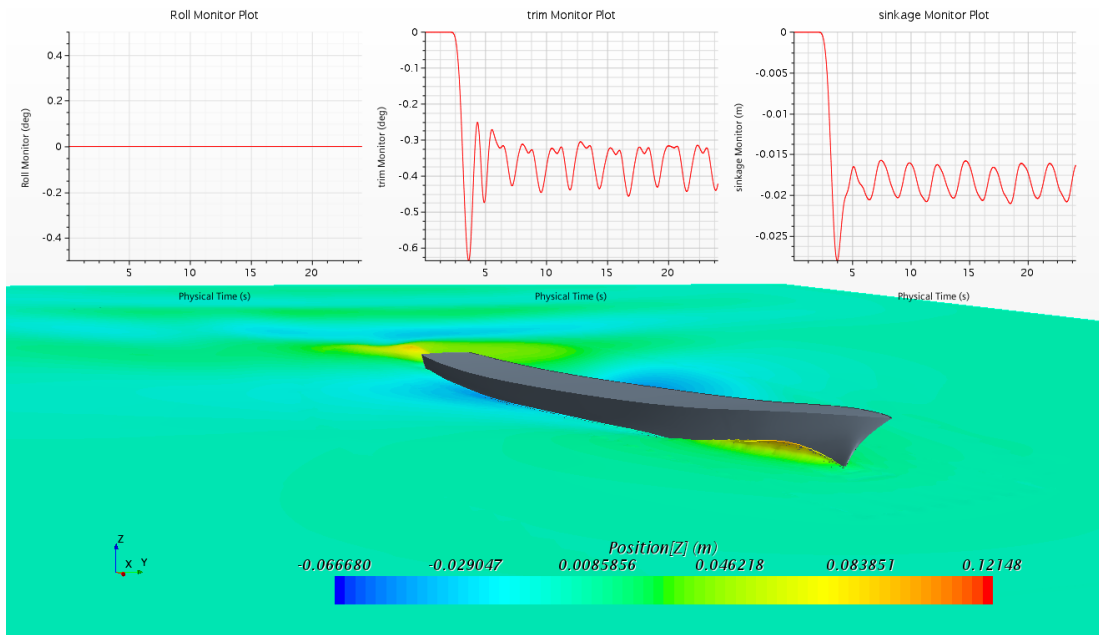 Roll Monitor Plot
trim Monitor Plot
sinkage Monitor Plot
Roll Monitor (deg)
0.4
0.2
0
-0.2
-0.4
5
10
15
20
Physical Time (s)
trim Monitor (deg)
0
-0.1
-0.2
-0.3
-0.4
-0.5
-0.6
5
10
15
20
Physical Time (s)
sinkage Monitor (m)
0
-0.005
-0.01
-0.015
-0.02
-0.025
5
10
15
20
Physical Time (s)
Z
X
Y
Position[Z] (m)
-0.066680
-0.029047
0.0085856
0.046218
0.083851
0.12148